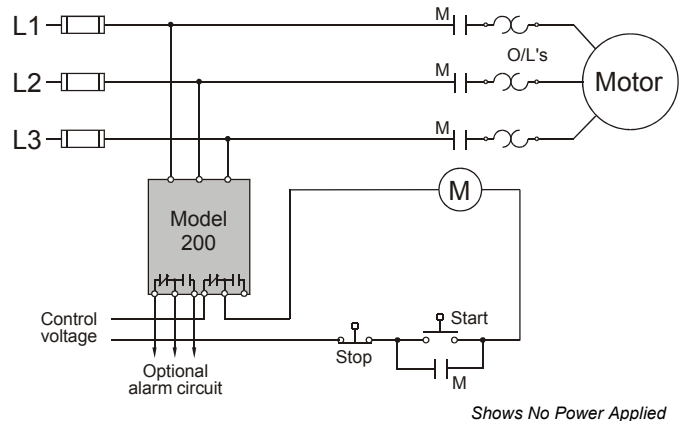 L1
M
O/L's
L2
M
Motor
L3
M
Model
200
M
Control
voltage
Start
Stop
M
Optional
alarm circuit
Shows No Power Applied